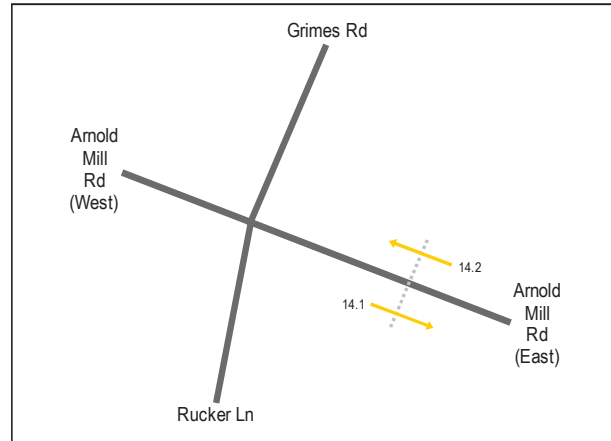 Grimes Rd
Arnold
Mill
Rd
(West)
14.2
14.1
Arnold
Mill
Rd
(East)
Rucker Ln